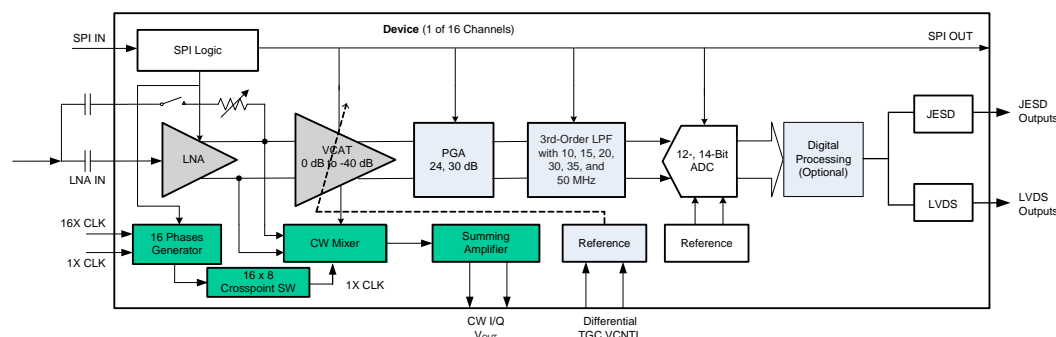 Device (1 of 16 Channels)
SPI IN
SPI OUT
SPI Logic
JESD
Outputs
JESD
LNA
VCAT
0 dB to -40 dB
PGA
24, 30 dB
3rd-Order LPF
with 10, 15, 20,
30, 35, and
50 MHz
12-, 14-Bit
ADC
Digital
Processing
(Optional)
LNA IN
LVDS
LVDS
Outputs
16X CLK
1X CLK
16 Phases
Generator
CW Mixer
Summing
Amplifier
Reference
Reference
16 x 8
Crosspoint SW
1X CLK
CW I/Q
VOUT
Differential
TGC VCNTL